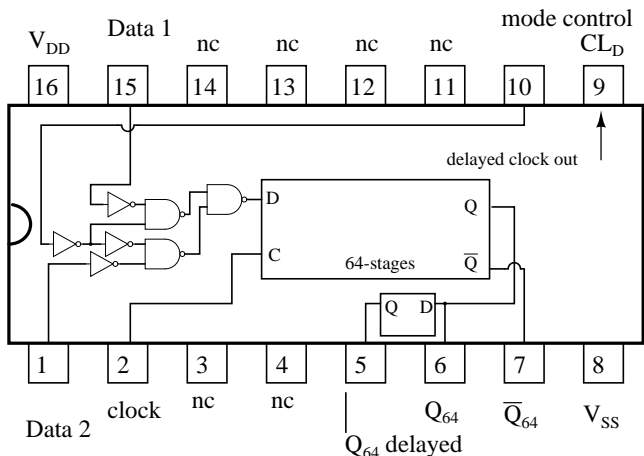 mode control
V_DD Data 1 nc nc nc nc CL_D
16 15 14 13 12 11 10 9
delayed clock out
D Q
C Q̅
64-stages
Q D
1 2 3 4 5 6 7 8
clock nc nc Q_64 Q̅_64 V_SS
Data 2 Q_64 delayed